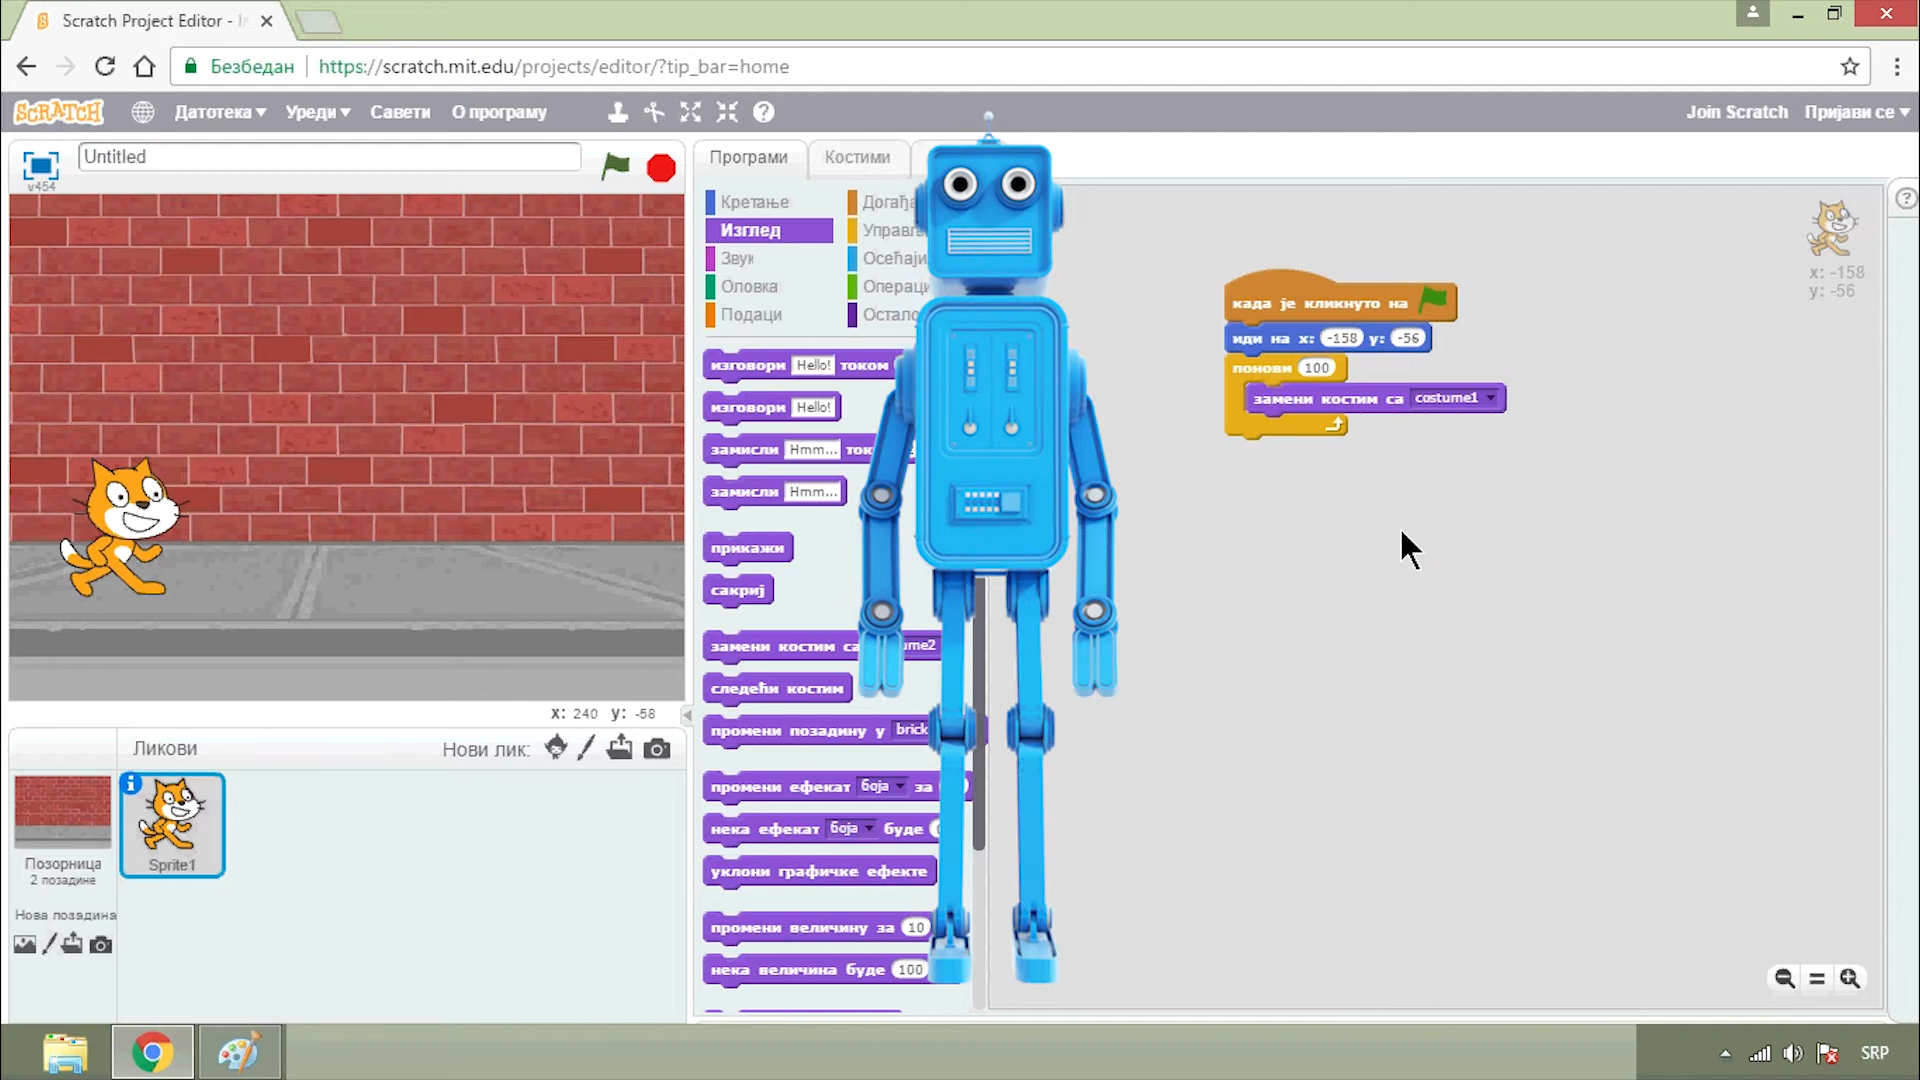 Scratch Project Editor - I
Безбедан
https://scratch.mit.edu/projects/editor/?tip_bar=home
SCRATCH
Датотека
Уреди
Савети
О програму
Join Scratch
Пријави се
Untitled
v454
x: 240 y: -58
Ликови
Нови лик:
Sprite1
Позорница
2 позадине
Нова позадина
Програми
Костими
Кретање
Изглед
Звук
Оловка
Подаци
Догађ
Управљ
Осећаји
Операци
Остало
изговори Hello! током
изговори Hello!
замисли Hmm... ток
замисли Hmm...
прикажи
сакриј
замени костим са ume2
следећи костим
промени позадину у brick
промени ефекат боја за
нека ефекат боја буде
уклони графичке ефекте
промени величину за 10
нека величина буде 100
када је кликнуто на
иди на x: -158 y: -56
понови 100
замени костим са costume1
x: -158
y: -56
SRP